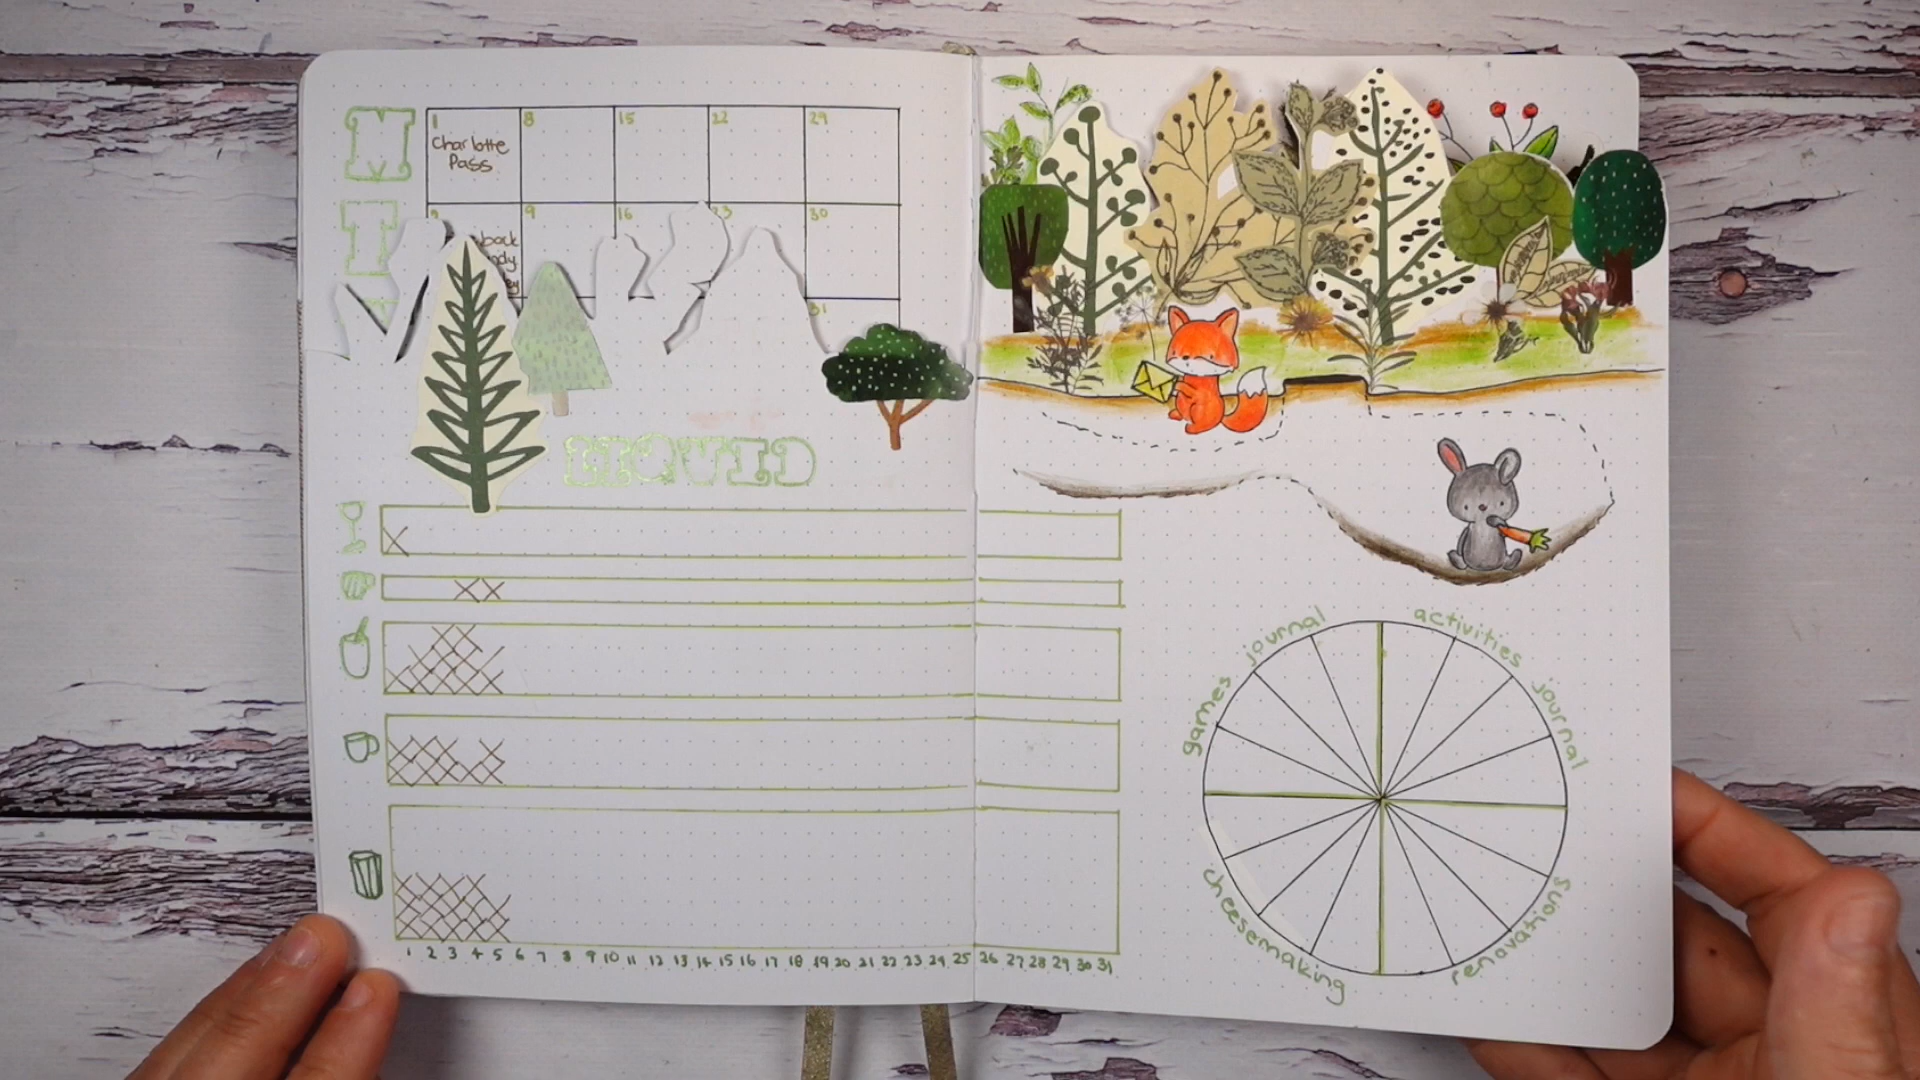 M
1
8
15
22
29
Charlotte
Pass
T
2
9
16
23
30
back
31
LIQUID
1 2 3 4 5 6 7 8 9 10 11 12 13 14 15 16 17 18 19 20 21 22 23 24 25 26 27 28 29 30 31
journal
activities
games
journal
cheesemaking
renovations